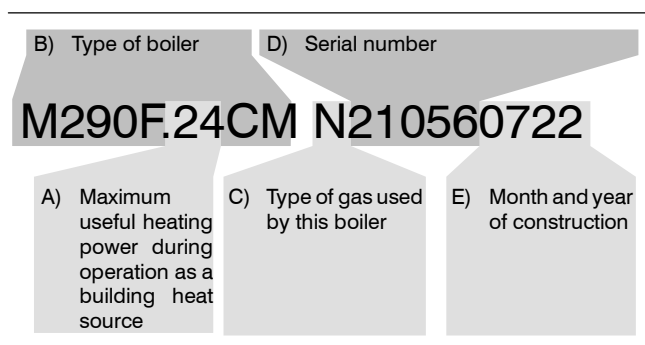 B) Type of boiler
D) Serial number
M290F.24CM N210560722
A) Maximum
useful heating
power during
operation as a
building heat
source
C) Type of gas used
by this boiler
E) Month and year
of construction